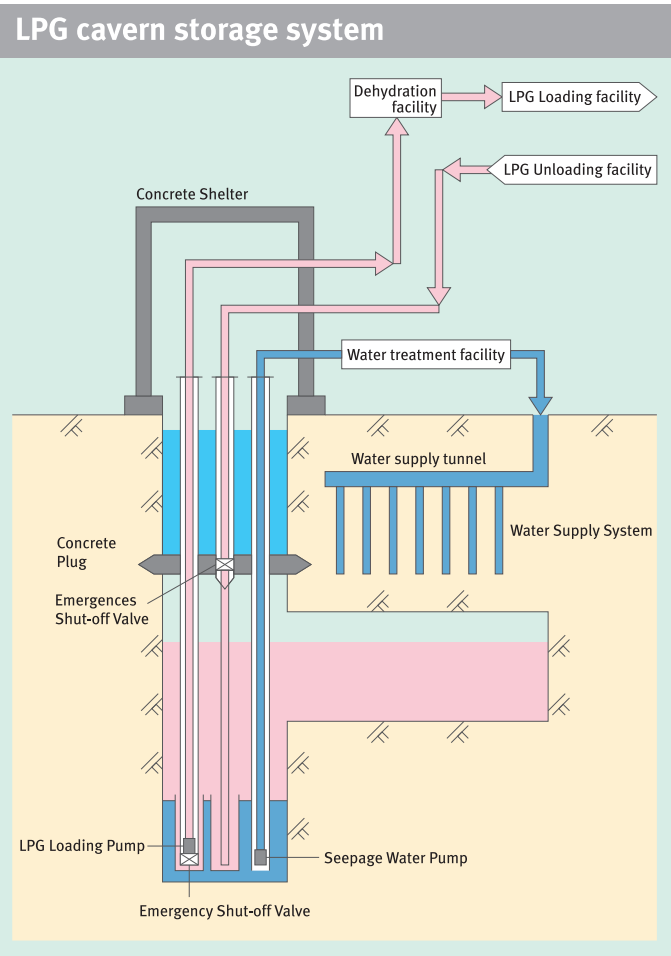 LPG cavern storage system
Dehydration
facility
LPG Loading facility
LPG Unloading facility
Concrete Shelter
Water treatment facility
Water supply tunnel
Water Supply System
Concrete
Plug
Emergences
Shut-off Valve
LPG Loading Pump
Seepage Water Pump
Emergency Shut-off Valve